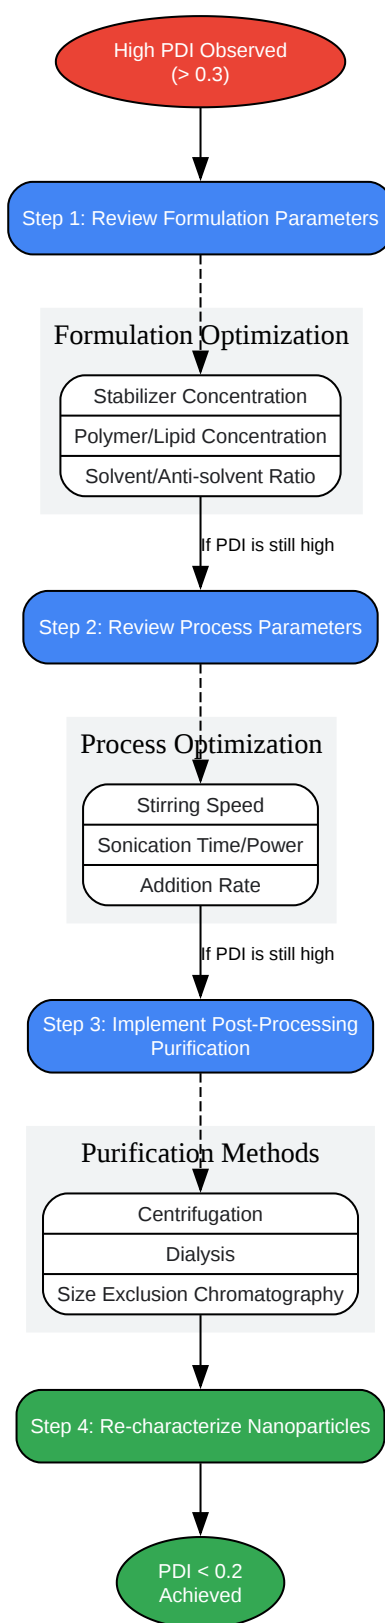 High PDI Observed
(> 0.3)
Step 1: Review Formulation Parameters
Formulation Optimization
Stabilizer Concentration
Polymer/Lipid Concentration
Solvent/Anti-solvent Ratio
If PDI is still high
Step 2: Review Process Parameters
Process Optimization
Stirring Speed
Sonication Time/Power
Addition Rate
If PDI is still high
Step 3: Implement Post-Processing
Purification
Purification Methods
Centrifugation
Dialysis
Size Exclusion Chromatography
Step 4: Re-characterize Nanoparticles
PDI < 0.2
Achieved